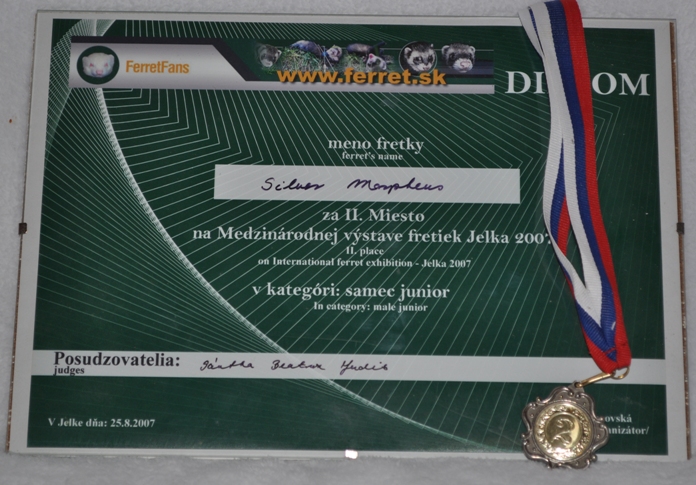 FerretFans
www.ferret.sk
meno fretky
ferret's name
Silver Morpheus
za II. Miesto
na Medzinárodnej výstave fretiek Jelka 2007
II. place
on International ferret exhibition - Jelka 2007
v kategóri: samec junior
In category: male junior
Posudzovatelia:
judges
V Jelke dňa: 25.8.2007